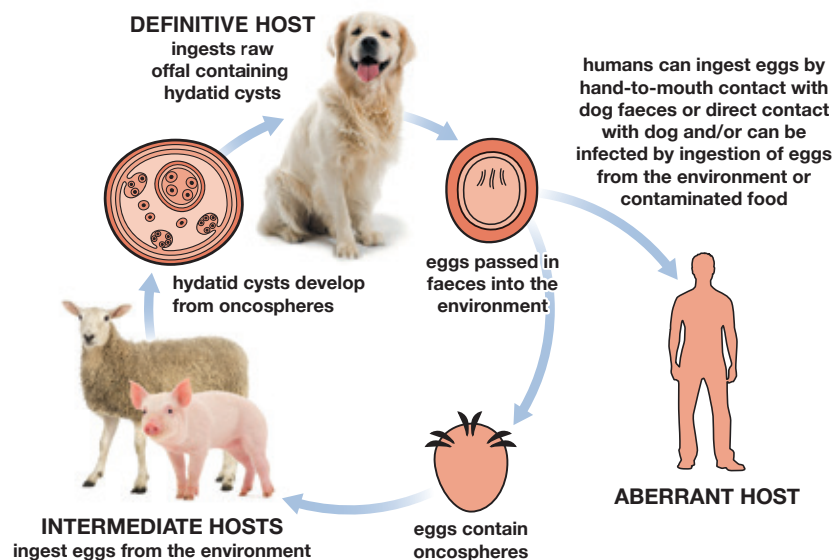 DEFINITIVE HOST
ingests raw
offal containing
hydatid cysts
humans can ingest eggs by
hand-to-mouth contact with
dog faeces or direct contact
with dog and/or can be
infected by ingestion of eggs
from the environment or
contaminated food
eggs passed in
faeces into the
environment
hydatid cysts develop
from oncospheres
ABERRANT HOST
INTERMEDIATE HOSTS
ingest eggs from the environment
eggs contain
oncospheres